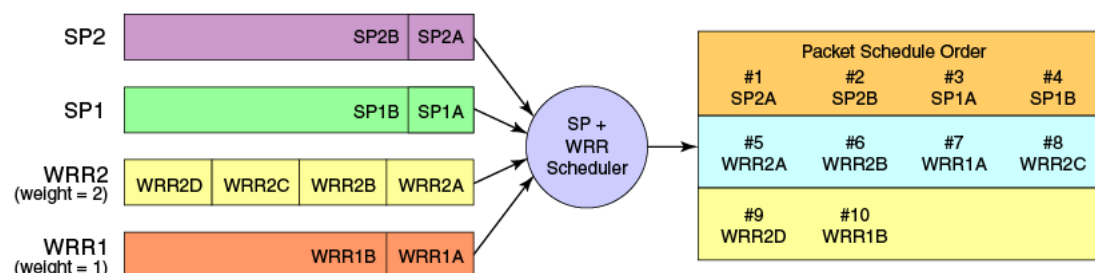 SP2
SP2B SP2A
SP1
SP1B SP1A
WRR2
(weight = 2)
WRR2D WRR2C WRR2B WRR2A
WRR1
(weight = 1)
WRR1B WRR1A
SP +
WRR
Scheduler
Packet Schedule Order
#1 #2 #3 #4
SP2A SP2B SP1A SP1B
#5 #6 #7 #8
WRR2A WRR2B WRR1A WRR2C
#9 #10
WRR2D WRR1B